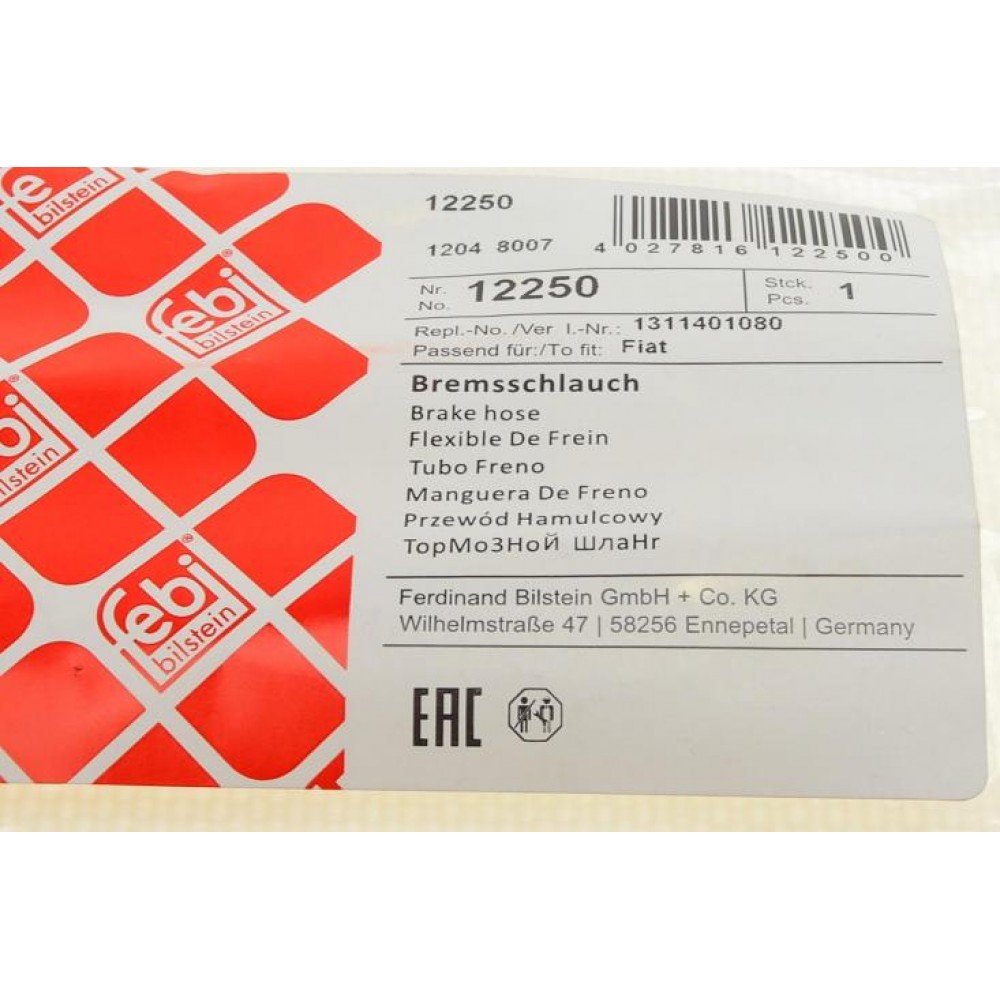 febi®
bilstein
febi®
bilstein
febi®
bilstein
e
bilstein
12250
1204 8007
4 027816 122500
Nr.
No. 12250
Stck.
Pcs. 1
Repl.-No. /Ver l.-Nr.: 1311401080
Passend für:/To fit: Fiat
Bremsschlauch
Brake hose
Flexible De Frein
Tubo Freno
Manguera De Freno
Przewód Hamulcowy
ТорМоЗНоЙ ШлаНг
Ferdinand Bilstein GmbH + Co. KG
Wilhelmstraße 47 | 58256 Ennepetal | Germany
EAC